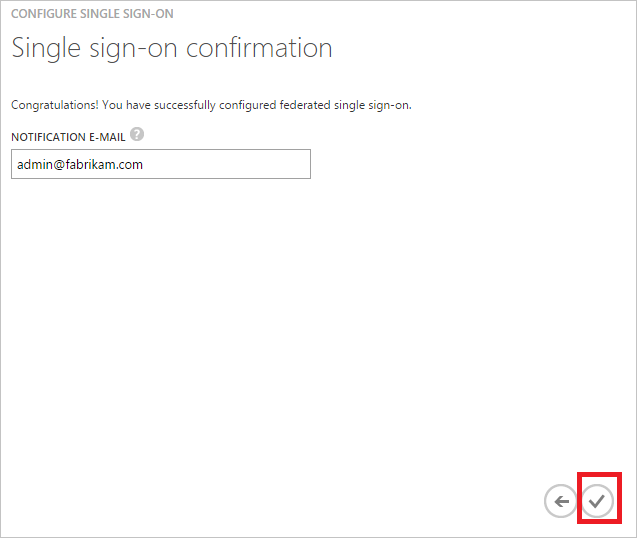 CONFIGURE SINGLE SIGN-ON
Single sign-on confirmation
Congratulations! You have successfully configured federated single sign-on.
NOTIFICATION E-MAIL ?
admin@fabrikam.com